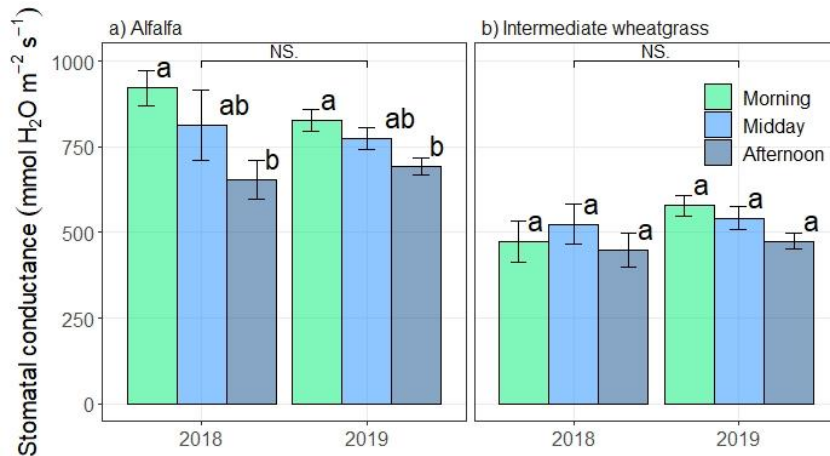 a) Alfalfa
b) Intermediate wheatgrass
Stomatal conductance (mmol H₂O m⁻² s⁻¹)
1000
750
500
250
0
NS.
a
ab
b
a
ab
b
2018
2019
NS.
Morning
Midday
Afternoon
a
a
a
a
a
a
2018
2019